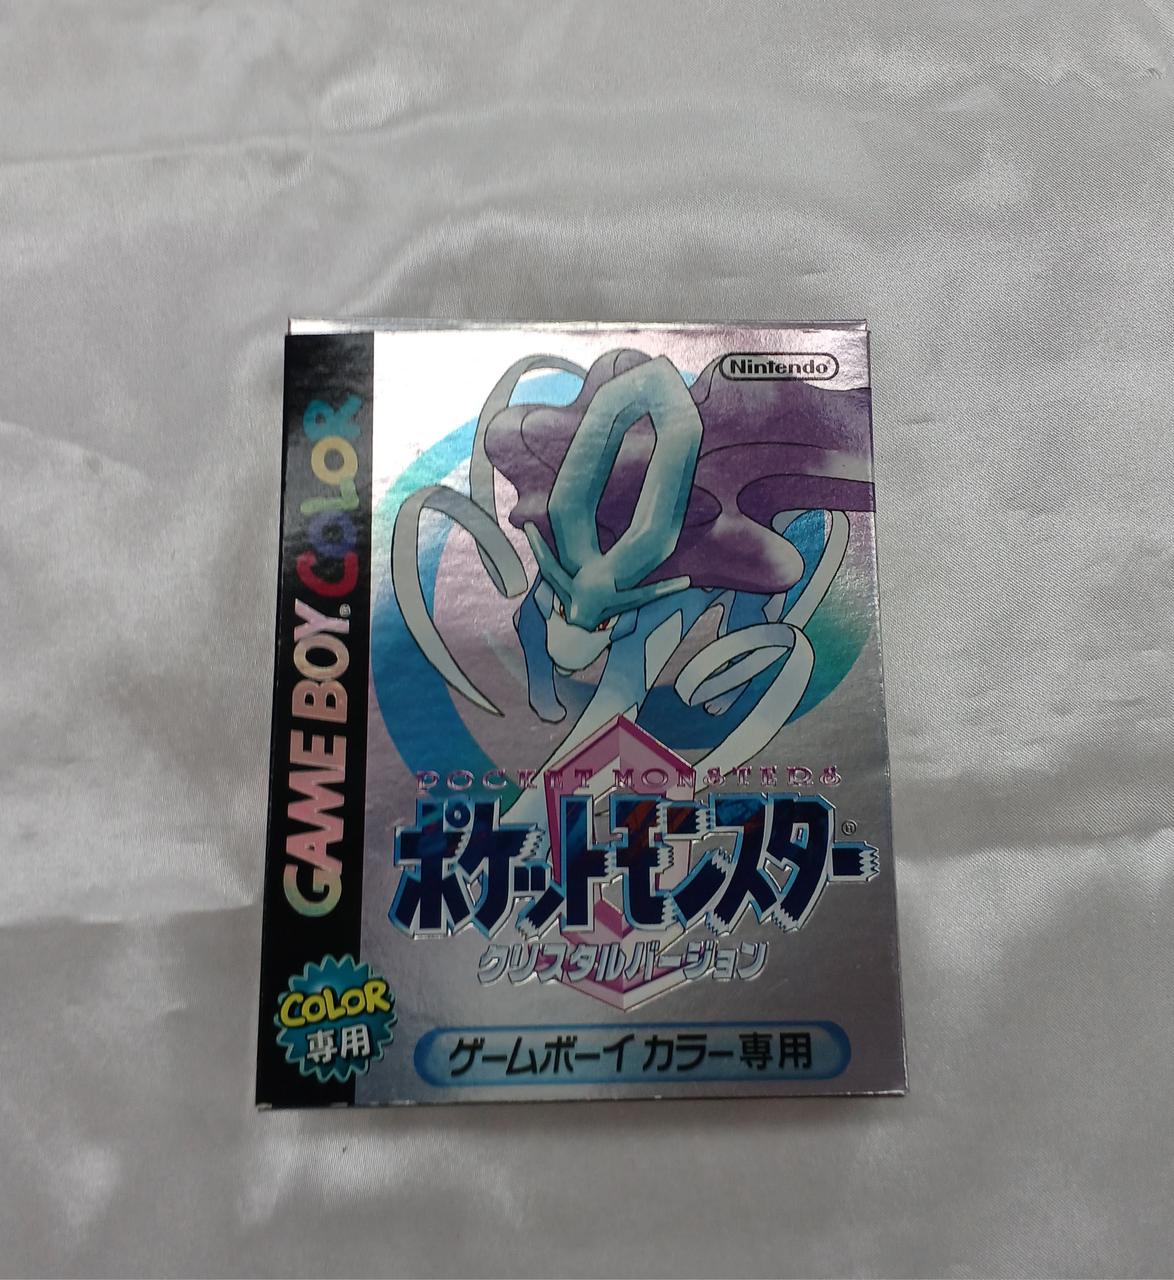 Nintendo®
GAME BOY® COLOR
POCKET MONSTERS
ポケットモンスター®
クリスタルバージョン
COLOR
専用
ゲームボーイカラー専用